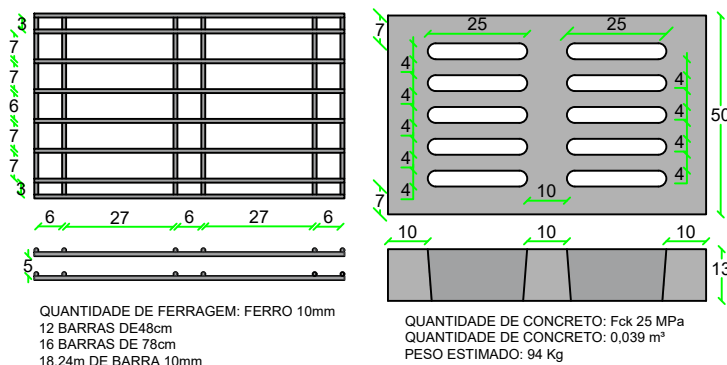 3
7
7
6
7
7
3
6 27 6 27 6
5
QUANTIDADE DE FERRAGEM: FERRO 10mm
12 BARRAS DE48cm
16 BARRAS DE 78cm
18.24m DE BARRA 10mm
7
25 25
4
4
4
4
4
4
4
4
4
50
10
7
10 10 10
13
QUANTIDADE DE CONCRETO: Fck 25 MPa
QUANTIDADE DE CONCRETO: 0,039 m³
PESO ESTIMADO: 94 Kg